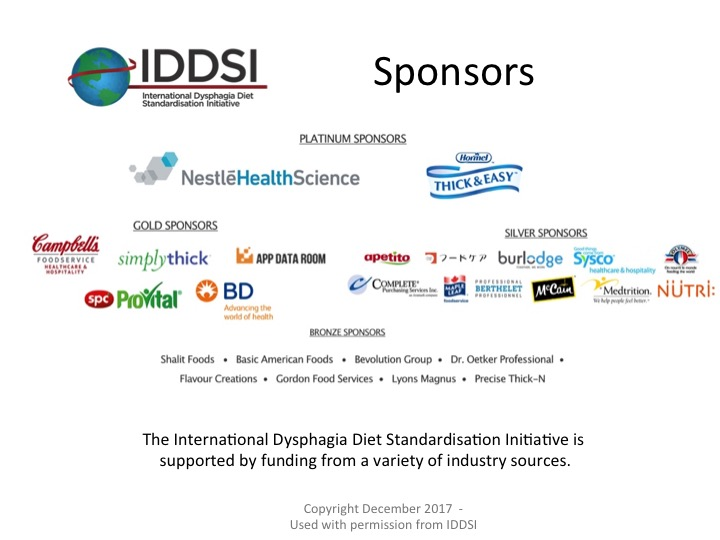 IDDSI
International Dysphagia Diet
Standardisation Initiative
Sponsors
PLATINUM SPONSORS
NestlēHealthScience
Hormel
THICK & EASY™
GOLD SPONSORS
Campbell's
FOODSERVICE
HEALTHCARE &
HOSPITALITY
simplythick®
APP DATA ROOM
spc ProVital®
BD
Advancing the
world of health
SILVER SPONSORS
apetito
フードケア
burlodge
Sysco
healthcare & hospitality
COMPLETE
Purchasing Services Inc.
MAPLE
LEAF
foodservice
PROFESSIONAL
BERTHELET
PROFESSIONNEL
McCain
Medtrition.
We help people feel better.™
NUTRI:
BRONZE SPONSORS
Shalit Foods • Basic American Foods • Bevolution Group • Dr. Oetker Professional •
Flavour Creations • Gordon Food Services • Lyons Magnus • Precise Thick-N
The International Dysphagia Diet Standardisation Initiative is
supported by funding from a variety of industry sources.
Copyright December 2017 -
Used with permission from IDDSI